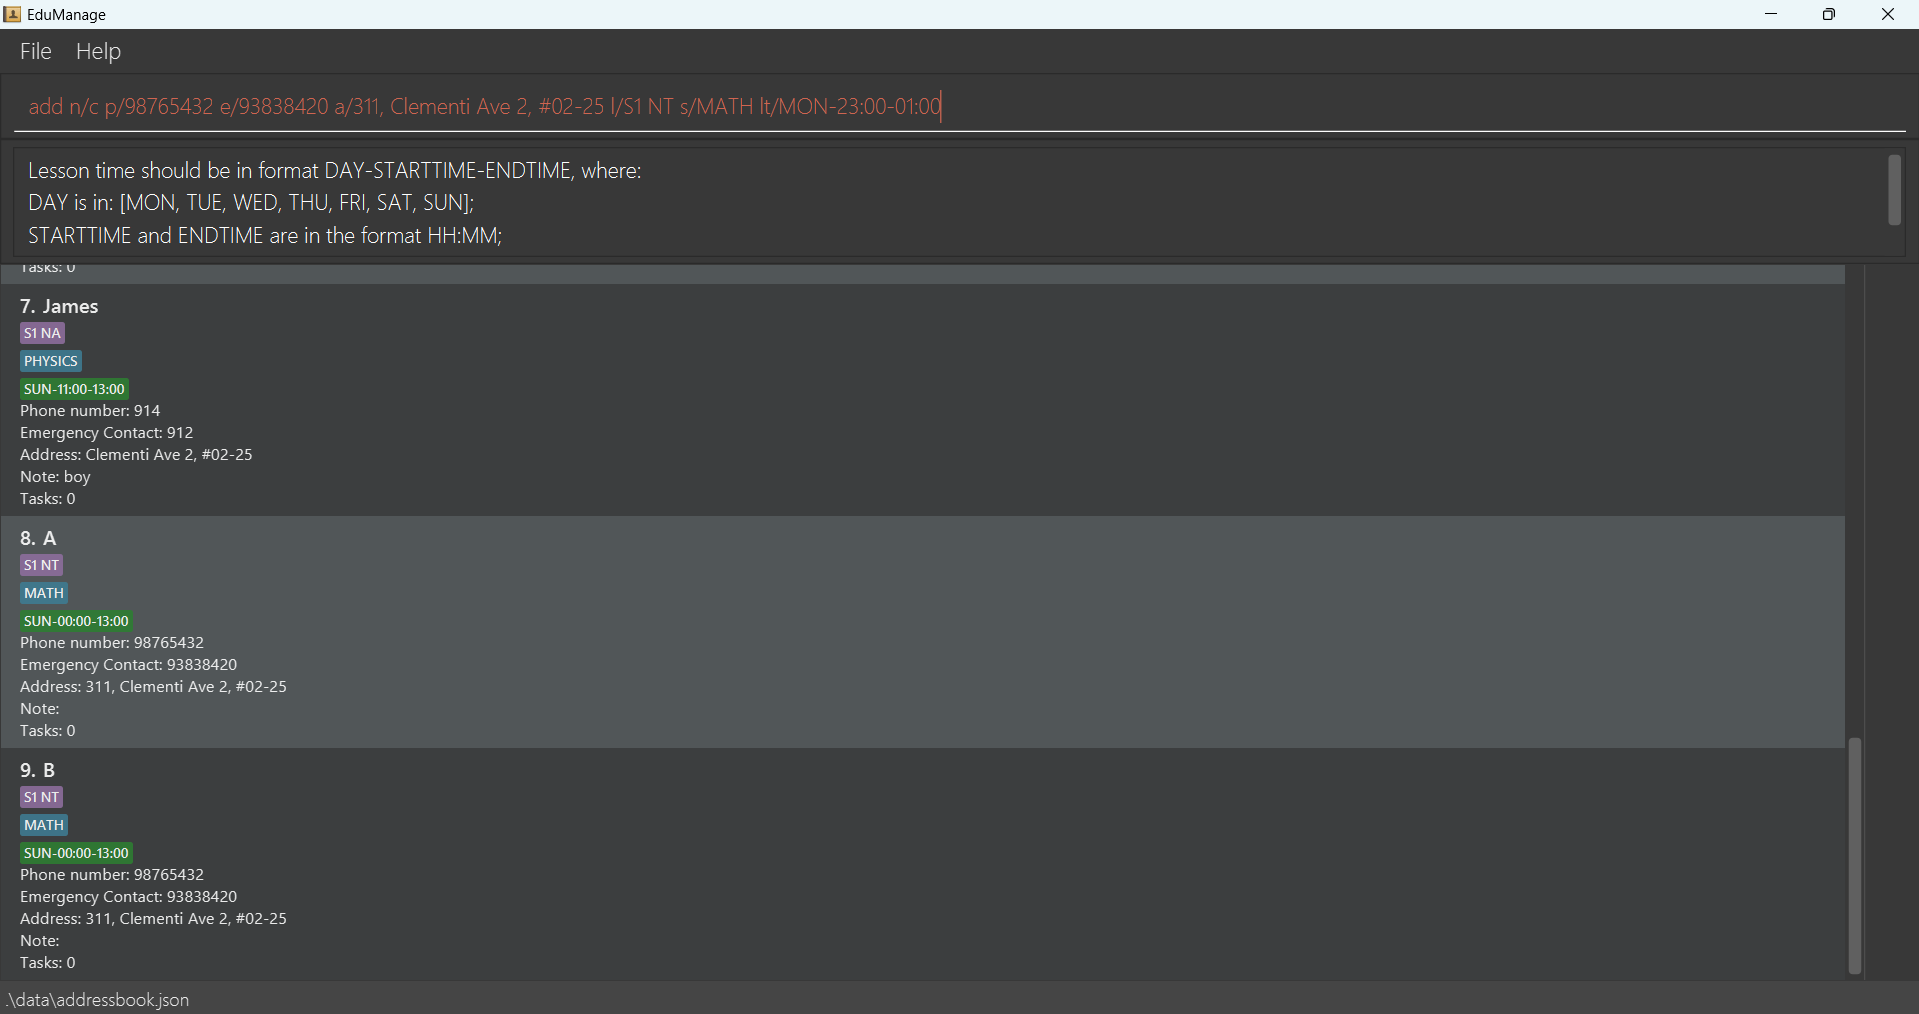 EduManage
File Help
add n/c p/98765432 e/93838420 a/311, Clementi Ave 2, #02-25 l/S1 NT s/MATH lt/MON-23:00-01:00
Lesson time should be in format DAY-STARTTIME-ENDTIME, where:
DAY is in: [MON, TUE, WED, THU, FRI, SAT, SUN];
STARTTIME and ENDTIME are in the format HH:MM;
Tasks: 0
7. James
S1 NA
PHYSICS
SUN-11:00-13:00
Phone number: 914
Emergency Contact: 912
Address: Clementi Ave 2, #02-25
Note: boy
Tasks: 0
8. A
S1 NT
MATH
SUN-00:00-13:00
Phone number: 98765432
Emergency Contact: 93838420
Address: 311, Clementi Ave 2, #02-25
Note:
Tasks: 0
9. B
S1 NT
MATH
SUN-00:00-13:00
Phone number: 98765432
Emergency Contact: 93838420
Address: 311, Clementi Ave 2, #02-25
Note:
Tasks: 0
.\data\addressbook.json